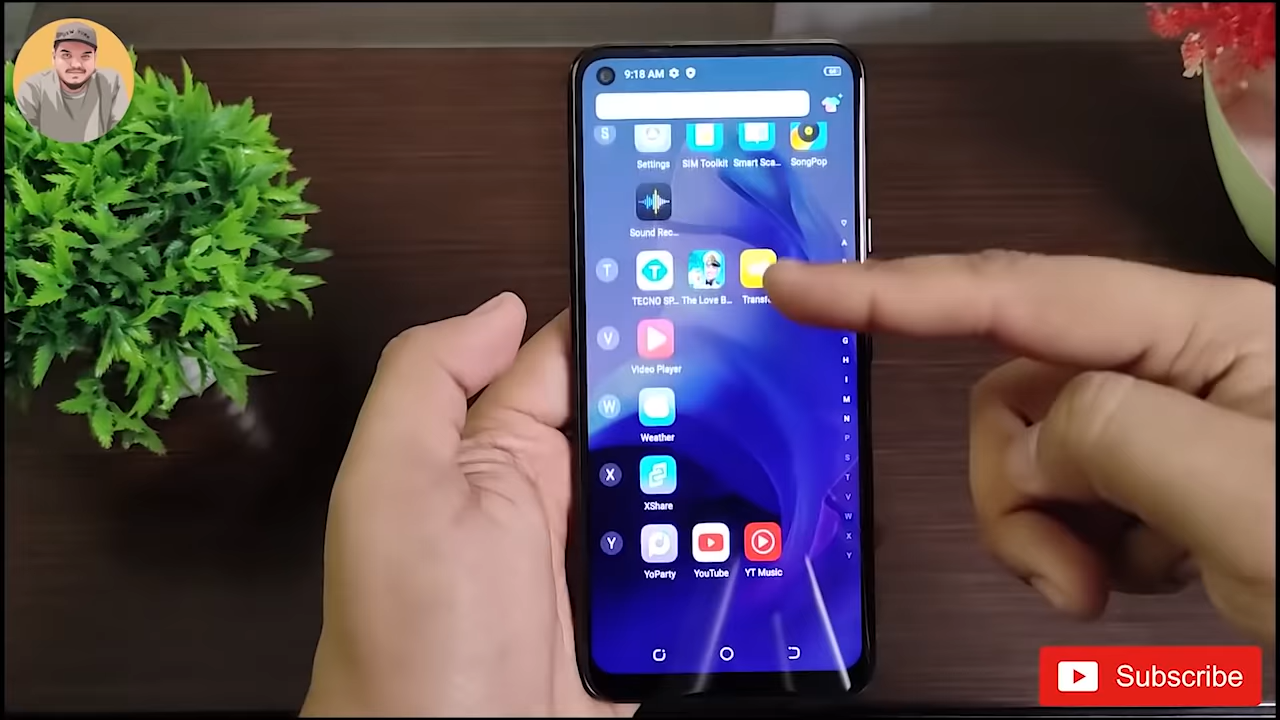 9:18 AM
S
Settings SIM Toolkit Smart Sca... SongPop
Sound Rec...
T
TECNO SP... The Love B...
V
Video Player
W
Weather
X
XShare
Y
YoParty YouTube YT Music
A
G
H
I
M
N
P
S
T
V
W
X
Y
Subscribe